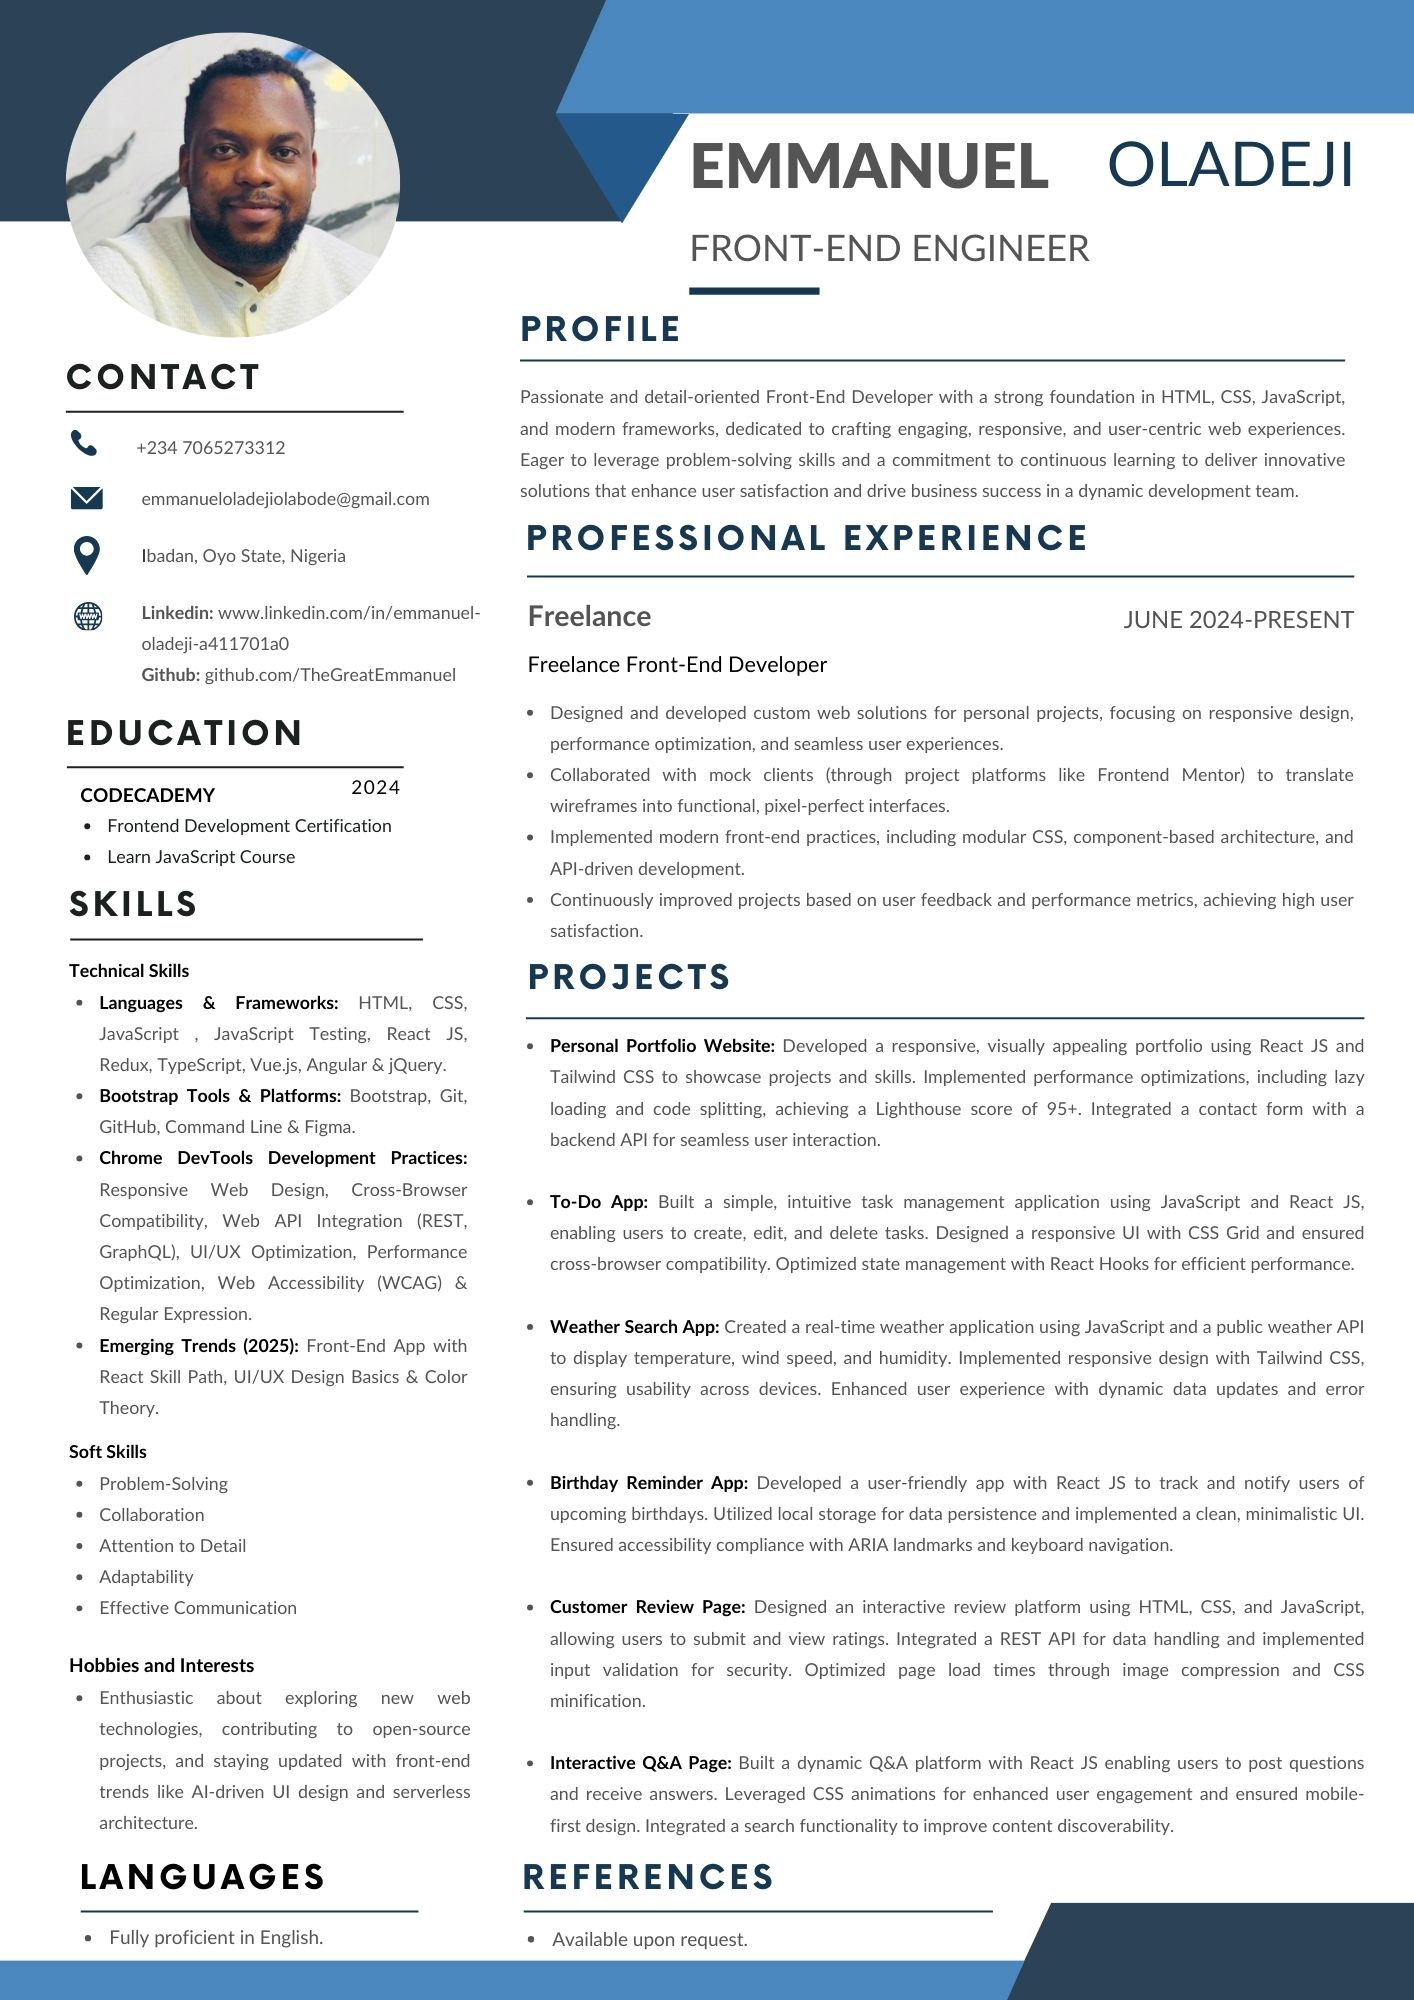 EMMANUEL OLADEJI
FRONT-END ENGINEER
CONTACT
+234 7065273312
emmanueloladejiolabode@gmail.com
Ibadan, Oyo State, Nigeria
Linkedin: www.linkedin.com/in/emmanuel-
oladeji-a411701a0
Github: github.com/TheGreatEmmanuel
EDUCATION
CODECADEMY 2024
• Frontend Development Certification
• Learn JavaScript Course
SKILLS
Technical Skills
• Languages & Frameworks: HTML, CSS,
JavaScript , JavaScript Testing, React JS,
Redux, TypeScript, Vue.js, Angular & jQuery.
• Bootstrap Tools & Platforms: Bootstrap, Git,
GitHub, Command Line & Figma.
• Chrome DevTools Development Practices:
Responsive Web Design, Cross-Browser
Compatibility, Web API Integration (REST,
GraphQL), UI/UX Optimization, Performance
Optimization, Web Accessibility (WCAG) &
Regular Expression.
• Emerging Trends (2025): Front-End App with
React Skill Path, UI/UX Design Basics & Color
Theory.
Soft Skills
• Problem-Solving
• Collaboration
• Attention to Detail
• Adaptability
• Effective Communication
Hobbies and Interests
• Enthusiastic about exploring new web
technologies, contributing to open-source
projects, and staying updated with front-end
trends like AI-driven UI design and serverless
architecture.
LANGUAGES
• Fully proficient in English.
PROFILE
Passionate and detail-oriented Front-End Developer with a strong foundation in HTML, CSS, JavaScript,
and modern frameworks, dedicated to crafting engaging, responsive, and user-centric web experiences.
Eager to leverage problem-solving skills and a commitment to continuous learning to deliver innovative
solutions that enhance user satisfaction and drive business success in a dynamic development team.
PROFESSIONAL EXPERIENCE
Freelance JUNE 2024-PRESENT
Freelance Front-End Developer
• Designed and developed custom web solutions for personal projects, focusing on responsive design,
performance optimization, and seamless user experiences.
• Collaborated with mock clients (through project platforms like Frontend Mentor) to translate
wireframes into functional, pixel-perfect interfaces.
• Implemented modern front-end practices, including modular CSS, component-based architecture, and
API-driven development.
• Continuously improved projects based on user feedback and performance metrics, achieving high user
satisfaction.
PROJECTS
• Personal Portfolio Website: Developed a responsive, visually appealing portfolio using React JS and
Tailwind CSS to showcase projects and skills. Implemented performance optimizations, including lazy
loading and code splitting, achieving a Lighthouse score of 95+. Integrated a contact form with a
backend API for seamless user interaction.
• To-Do App: Built a simple, intuitive task management application using JavaScript and React JS,
enabling users to create, edit, and delete tasks. Designed a responsive UI with CSS Grid and ensured
cross-browser compatibility. Optimized state management with React Hooks for efficient performance.
• Weather Search App: Created a real-time weather application using JavaScript and a public weather API
to display temperature, wind speed, and humidity. Implemented responsive design with Tailwind CSS,
ensuring usability across devices. Enhanced user experience with dynamic data updates and error
handling.
• Birthday Reminder App: Developed a user-friendly app with React JS to track and notify users of
upcoming birthdays. Utilized local storage for data persistence and implemented a clean, minimalistic UI.
Ensured accessibility compliance with ARIA landmarks and keyboard navigation.
• Customer Review Page: Designed an interactive review platform using HTML, CSS, and JavaScript,
allowing users to submit and view ratings. Integrated a REST API for data handling and implemented
input validation for security. Optimized page load times through image compression and CSS
minification.
• Interactive Q&A Page: Built a dynamic Q&A platform with React JS enabling users to post questions
and receive answers. Leveraged CSS animations for enhanced user engagement and ensured mobile-
first design. Integrated a search functionality to improve content discoverability.
REFERENCES
• Available upon request.